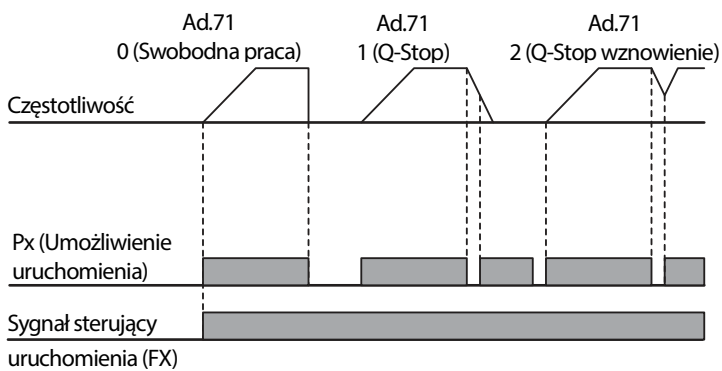 Ad.71
0 (Swobodna praca)
Ad.71
1 (Q-Stop)
Ad.71
2 (Q-Stop wznowienie)
Częstotliwość
Px (Umożliwienie
uruchomienia)
Sygnał sterujący
uruchomienia (FX)